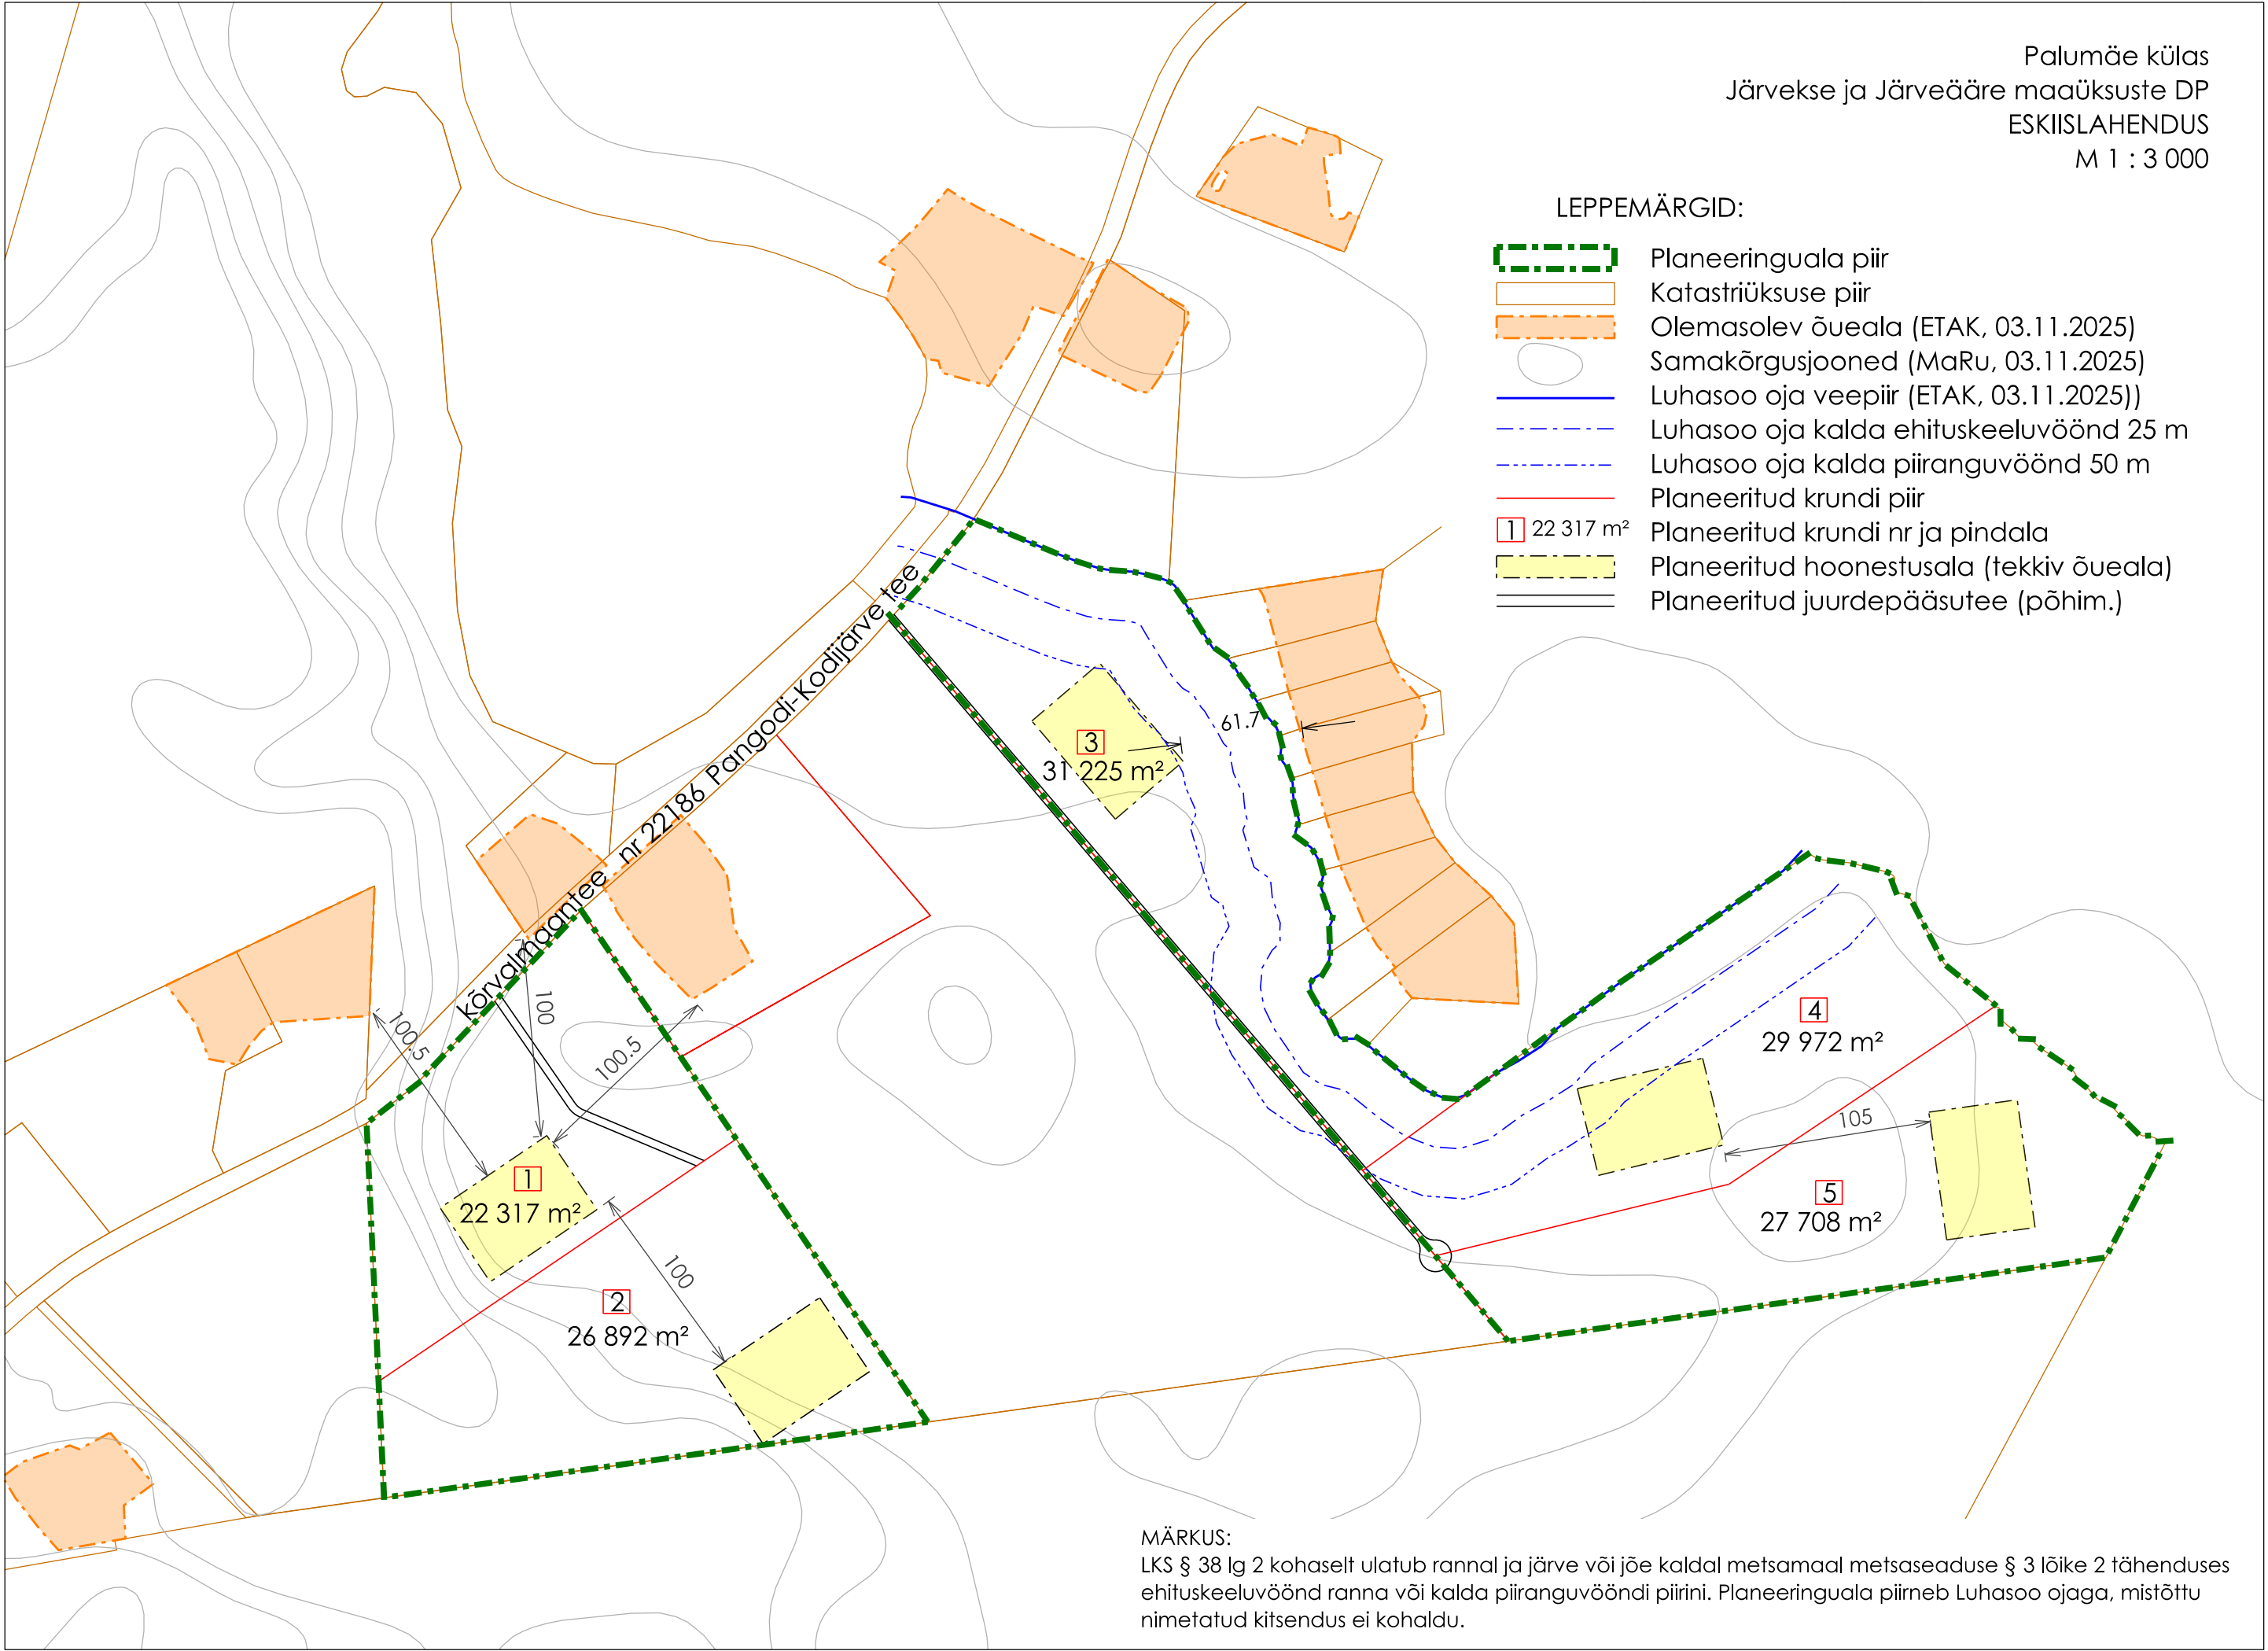 Palumäe külas
Järvekse ja Järveääre maaüksuste DP
ESKIISLAHENDUS
M 1 : 3 000
LEPPEMÄRGID:
Planeeringuala piir
Katastriüksuse piir
Olemasolev õueala (ETAK, 03.11.2025)
Samakõrgusjooned (MaRu, 03.11.2025)
Luhasoo oja veepiir (ETAK, 03.11.2025))
Luhasoo oja kalda ehituskeeluvöönd 25 m
Luhasoo oja kalda piiranguvöönd 50 m
Planeeritud krundi piir
1 22 317 m² Planeeritud krundi nr ja pindala
Planeeritud hoonestusala (tekkiv õueala)
Planeeritud juurdepääsutee (põhim.)
kõrvalmaantee nr 22186 Pangodi-Kodijärve tee
61.7
3
31 225 m²
100
100.5
100.5
4
29 972 m²
105
1
22 317 m²
5
27 708 m²
100
2
26 892 m²
MÄRKUS:
LKS § 38 lg 2 kohaselt ulatub rannal ja järve või jõe kaldal metsamaal metsaseaduse § 3 lõike 2 tähenduses
ehituskeeluvöönd ranna või kalda piiranguvööndi piirini. Planeeringuala piirneb Luhasoo ojaga, mistõttu
nimetatud kitsendus ei kohaldu.